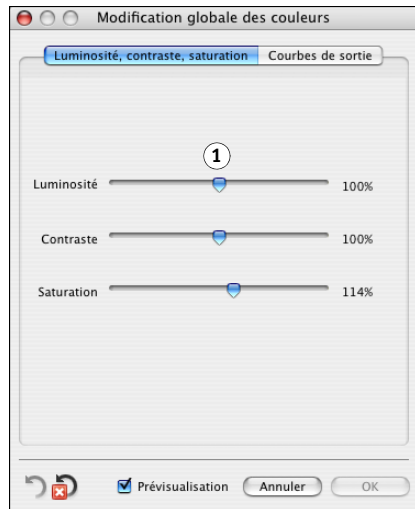 Modification globale des couleurs
Luminosité, contraste, saturation Courbes de sortie
1
Luminosité 100%
Contraste 100%
Saturation 114%
Prévisualisation Annuler OK